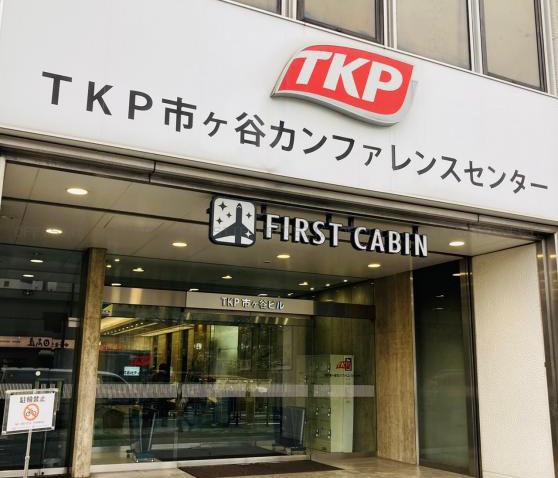 TKP
TKP市ヶ谷カンファレンスセンター
FIRST CABIN
TKP市ヶ谷ビル
TKP
駐輪禁止